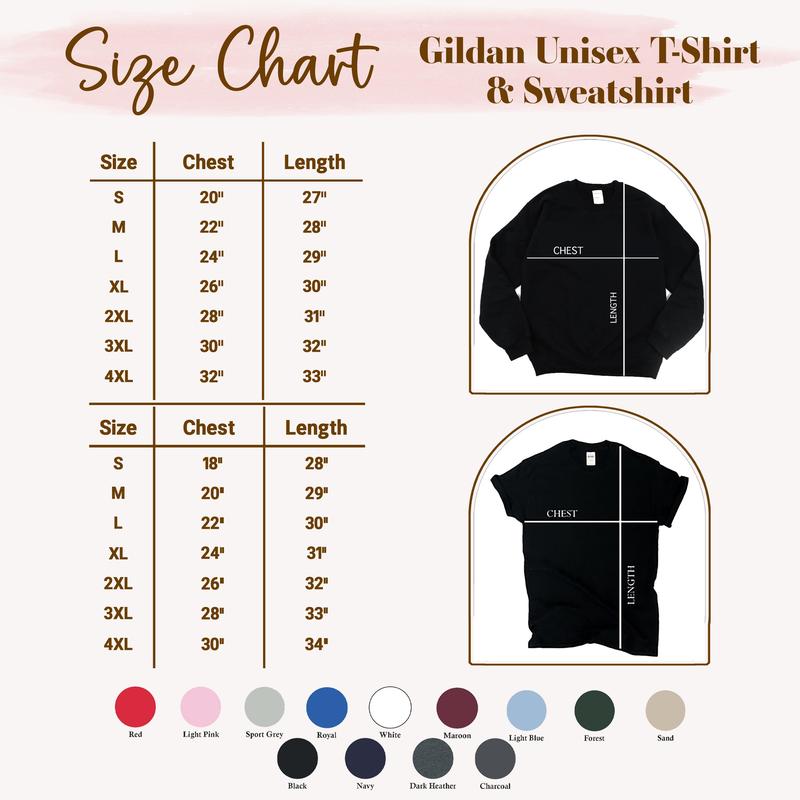 Size Chart
Gildan Unisex T-Shirt
& Sweatshirt
Size Chest Length
S 20" 27"
M 22" 28"
L 24" 29"
XL 26" 30"
2XL 28" 31"
3XL 30" 32"
4XL 32" 33"
CHEST
LENGTH
Size Chest Length
S 18" 28"
M 20" 29"
L 22" 30"
XL 24" 31"
2XL 26" 32"
3XL 28" 33"
4XL 30" 34"
CHEST
LENGTH
Red Light Pink Sport Grey Royal White Maroon Light Blue Forest Sand
Black Navy Dark Heather Charcoal